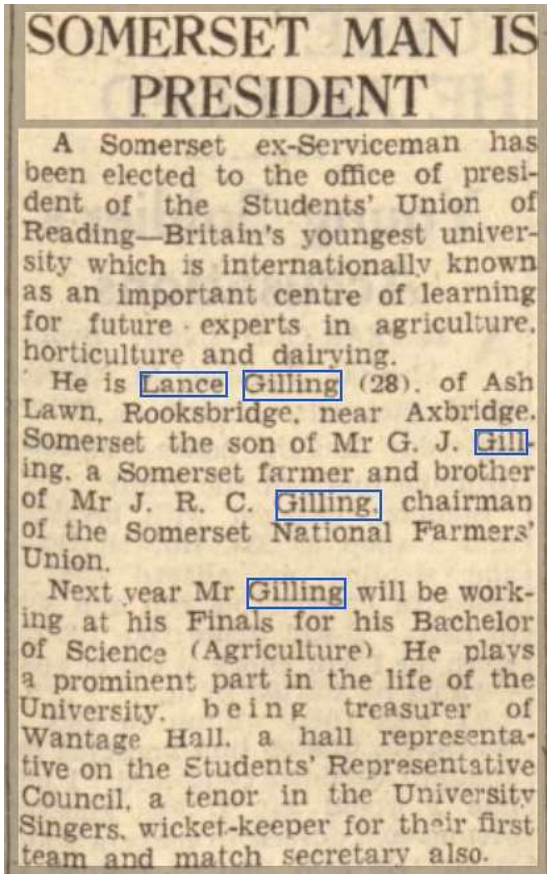 SOMERSET MAN IS
PRESIDENT
A Somerset ex-Serviceman has
been elected to the office of presi-
dent of the Students' Union of
Reading—Britain's youngest univer-
sity which is internationally known
as an important centre of learning
for future experts in agriculture,
horticulture and dairying.
He is Lance Gilling (28), of Ash
Lawn, Rooksbridge, near Axbridge,
Somerset the son of Mr G. J. Gill-
ing, a Somerset farmer and brother
of Mr J. R. C. Gilling, chairman
of the Somerset National Farmers'
Union.
Next year Mr Gilling will be work-
ing at his Finals for his Bachelor
of Science (Agriculture) He plays
a prominent part in the life of the
University, being treasurer of
Wantage Hall, a hall representa-
tive on the Students' Representative
Council, a tenor in the University
Singers, wicket-keeper for their first
team and match secretary also.